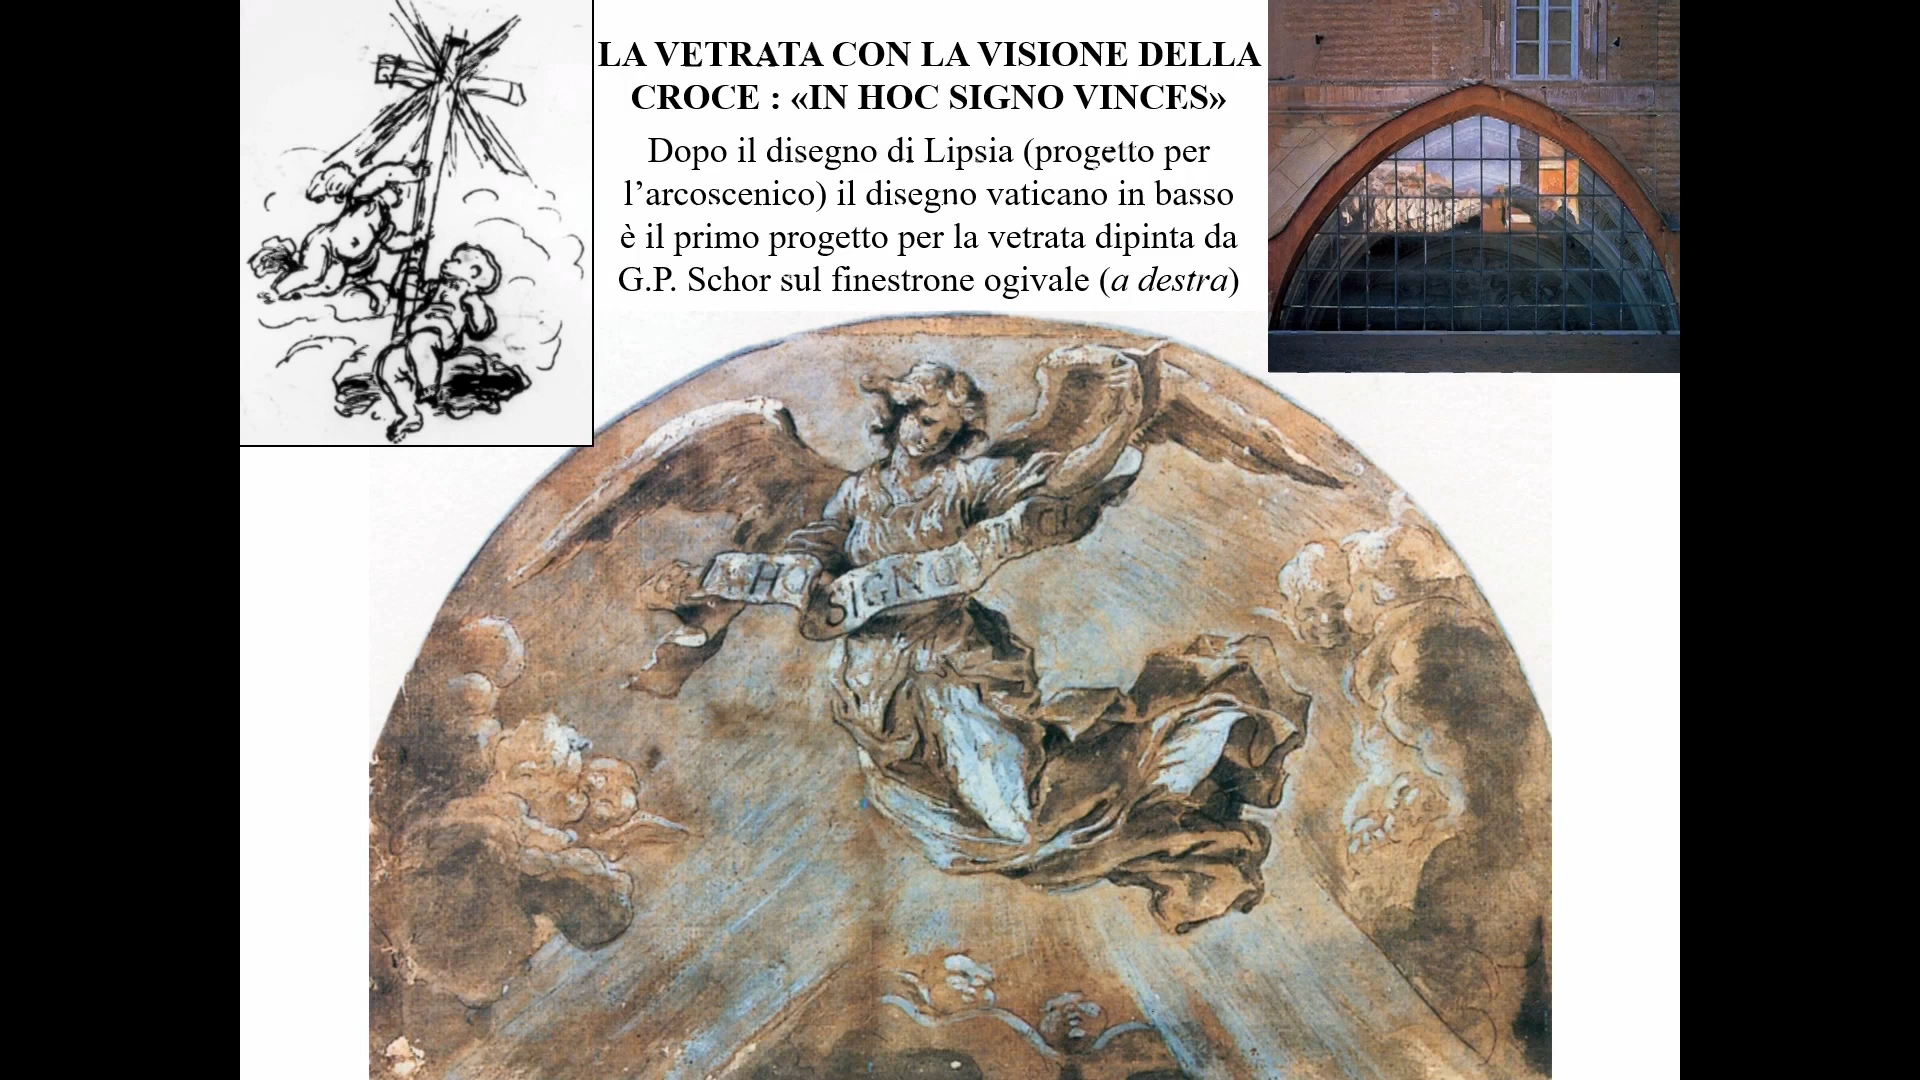 LA VETRATA CON LA VISIONE DELLA
CROCE : «IN HOC SIGNO VINCES»
Dopo il disegno di Lipsia (progetto per
l’arcoscenico) il disegno vaticano in basso
è il primo progetto per la vetrata dipinta da
G.P. Schor sul finestrone ogivale (a destra)
SIGNO